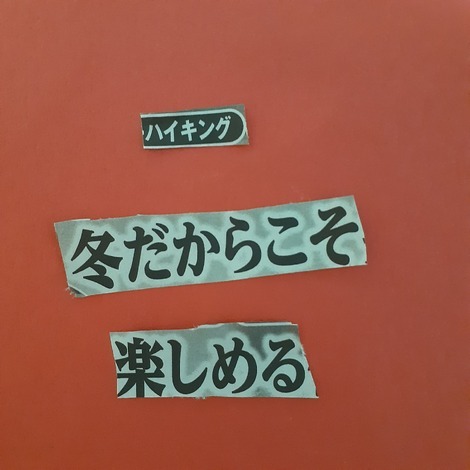 ハイキング
冬だからこそ
楽しめる